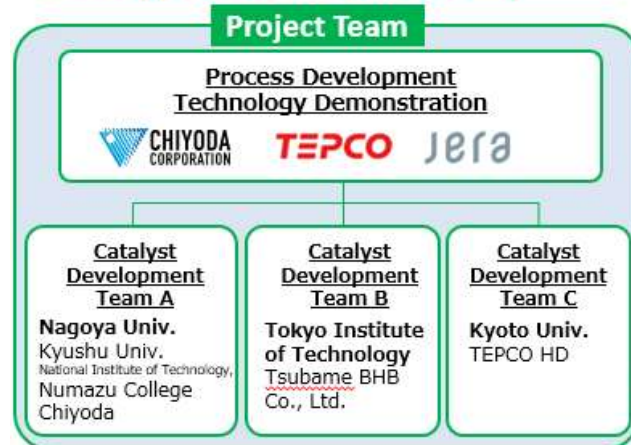 Project Team
Process Development
Technology Demonstration
CHIYODA
CORPORATION
TEPCO
Jera
Catalyst
Development
Team A
Nagoya Univ.
Kyushu Univ.
National Institute of Technology,
Numazu College
Chiyoda
Catalyst
Development
Team B
Tokyo Institute
of Technology
Tsubame BHB
Co., Ltd.
Catalyst
Development
Team C
Kyoto Univ.
TEPCO HD